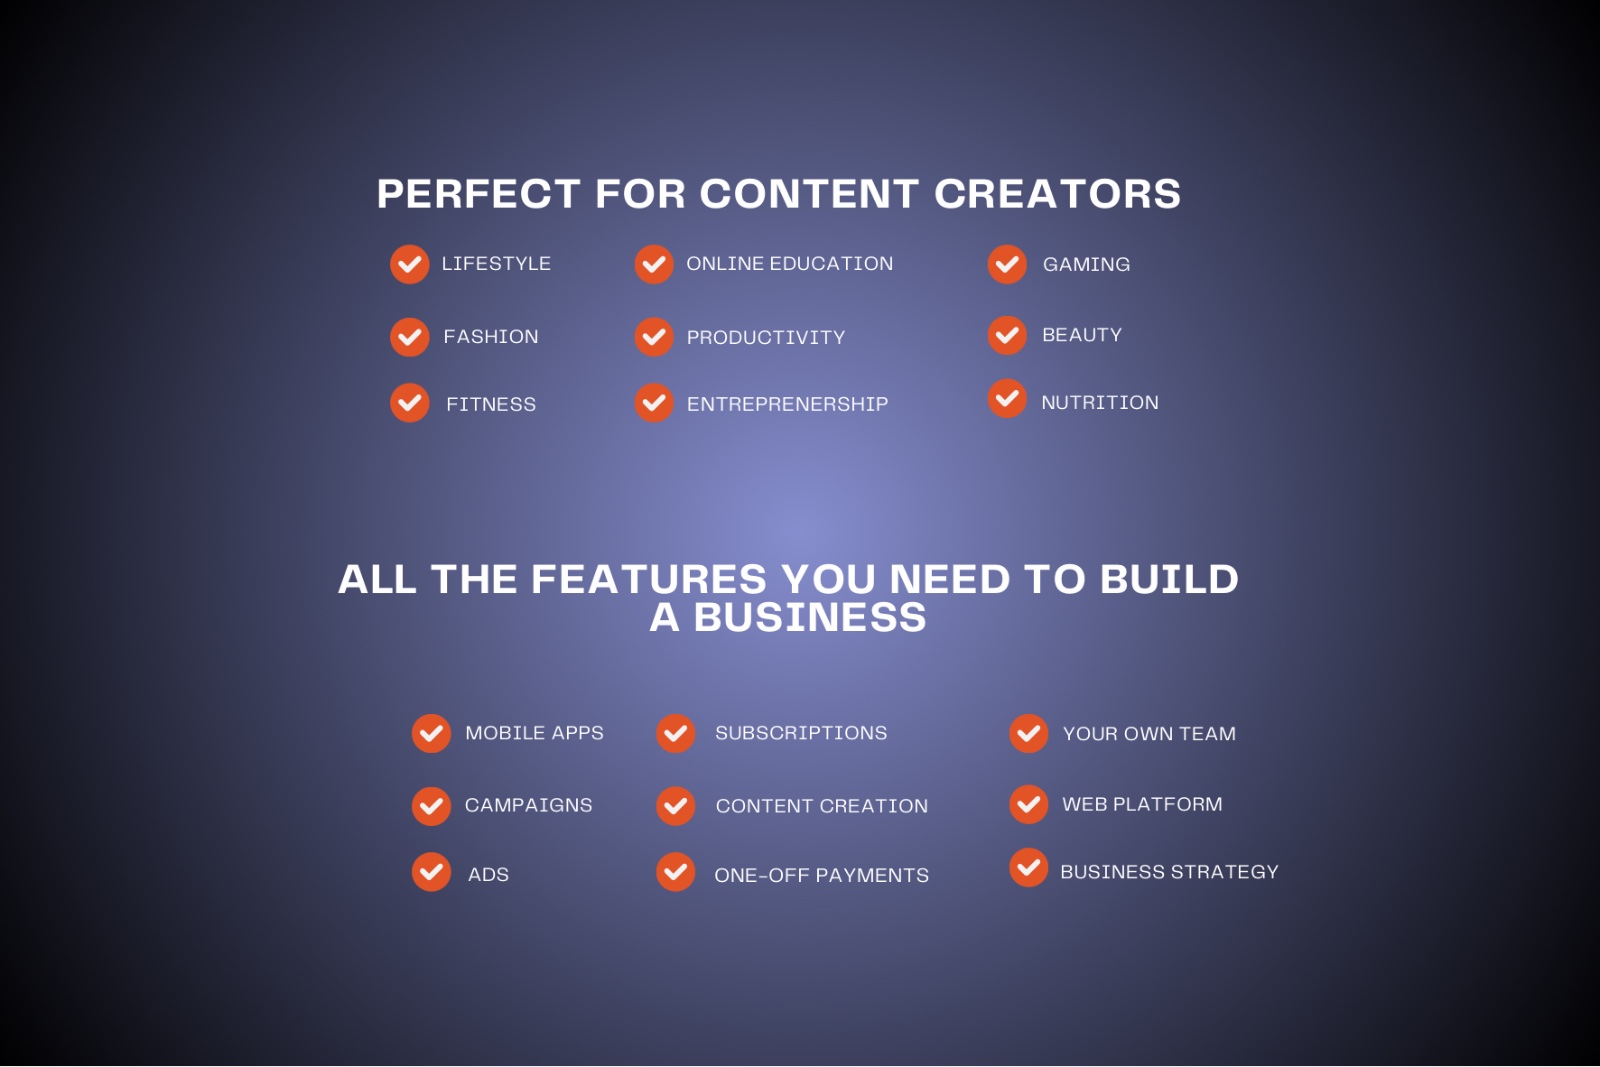 PERFECT FOR CONTENT CREATORS
LIFESTYLE
ONLINE EDUCATION
GAMING
FASHION
PRODUCTIVITY
BEAUTY
FITNESS
ENTREPRENERSHIP
NUTRITION
ALL THE FEATURES YOU NEED TO BUILD
A BUSINESS
MOBILE APPS
SUBSCRIPTIONS
YOUR OWN TEAM
CAMPAIGNS
CONTENT CREATION
WEB PLATFORM
ADS
ONE-OFF PAYMENTS
BUSINESS STRATEGY